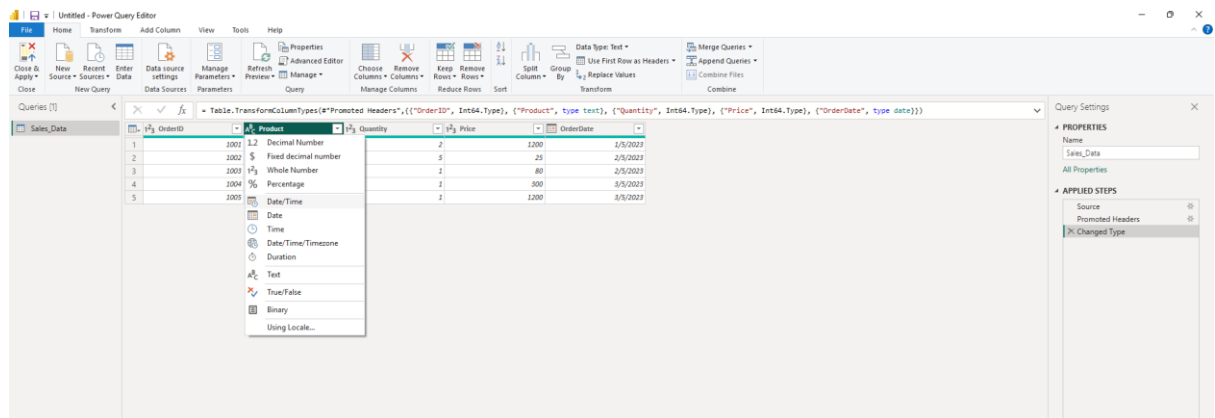 Untitled - Power Query Editor
File Home Transform Add Column View Tools Help
Close & Apply
New Source
Recent Sources
Enter Data
Data source settings
Manage Parameters
Refresh Preview
Properties
Advanced Editor
Manage
Choose Columns
Remove Columns
Keep Rows
Remove Rows
Split Column
Group By
Data Type: Text
Use First Row as Headers
Replace Values
Merge Queries
Append Queries
Combine Files
Close New Query Data Sources Parameters Query Manage Columns Reduce Rows Sort Transform Combine
Queries [1]
Sales_Data
fx = Table.TransformColumnTypes(#"Promoted Headers",{{"OrderID", Int64.Type}, {"Product", type text}, {"Quantity", Int64.Type}, {"Price", Int64.Type}, {"OrderDate", type date}})
123 OrderID ABC Product 123 Quantity 123 Price OrderDate
1 1001 2 1200 1/5/2023
2 1002 5 25 2/5/2023
3 1003 1 80 2/5/2023
4 1004 1 300 3/5/2023
5 1005 1 1200 3/5/2023
1.2 Decimal Number
$ Fixed decimal number
123 Whole Number
% Percentage
Date/Time
Date
Time
Date/Time/Timezone
Duration
ABC Text
True/False
Binary
Using Locale...
Query Settings
PROPERTIES
Name
Sales_Data
All Properties
APPLIED STEPS
Source
Promoted Headers
Changed Type